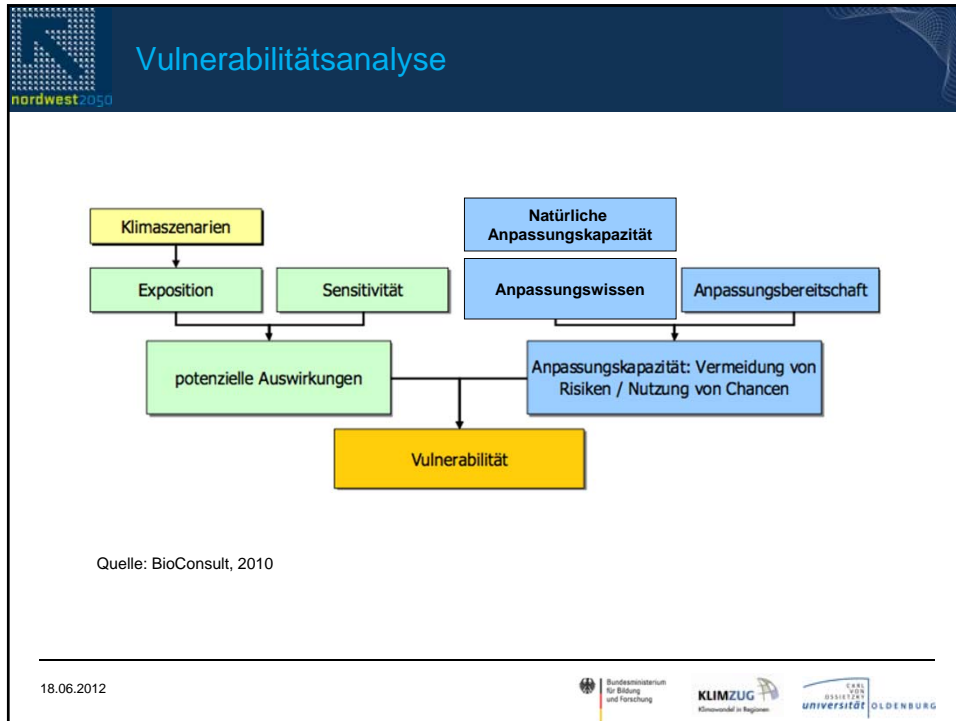 Vulnerabilitätsanalyse
nordwest2050
Klimaszenarien
Natürliche
Anpassungskapazität
Exposition
Sensitivität
Anpassungswissen
Anpassungsbereitschaft
potenzielle Auswirkungen
Anpassungskapazität: Vermeidung von
Risiken / Nutzung von Chancen
Vulnerabilität
Quelle: BioConsult, 2010
18.06.2012
Bundesministerium
für Bildung
und Forschung
KLIMZUG
Klimawandel in Regionen
CARL
VON
OSSIETZKY
universität OLDENBURG